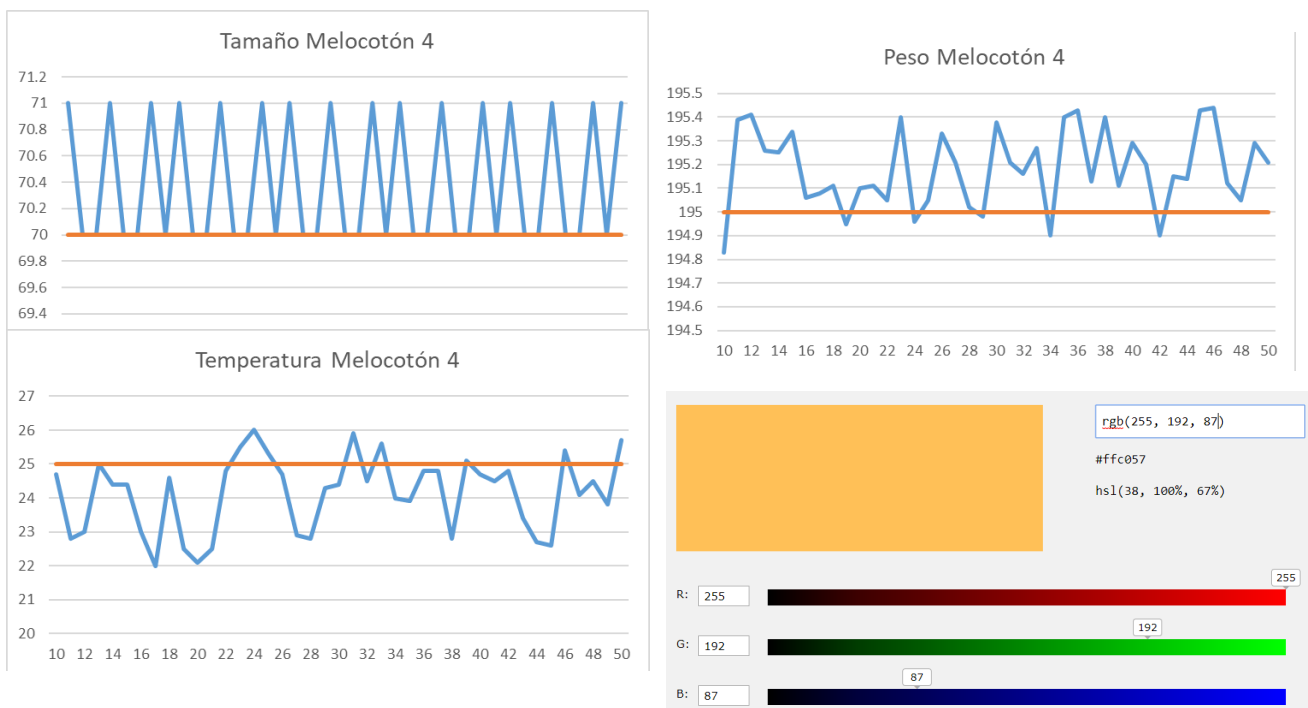 Tamaño Melocotón 4
71.2
71
70.8
70.6
70.4
70.2
70
69.8
69.6
69.4
Peso Melocotón 4
195.5
195.4
195.3
195.2
195.1
195
194.9
194.8
194.7
194.6
194.5
10 12 14 16 18 20 22 24 26 28 30 32 34 36 38 40 42 44 46 48 50
Temperatura Melocotón 4
27
26
25
24
23
22
21
20
10 12 14 16 18 20 22 24 26 28 30 32 34 36 38 40 42 44 46 48 50
rgb(255, 192, 87)
#ffc057
hsl(38, 100%, 67%)
255
R: 255
192
G: 192
87
B: 87